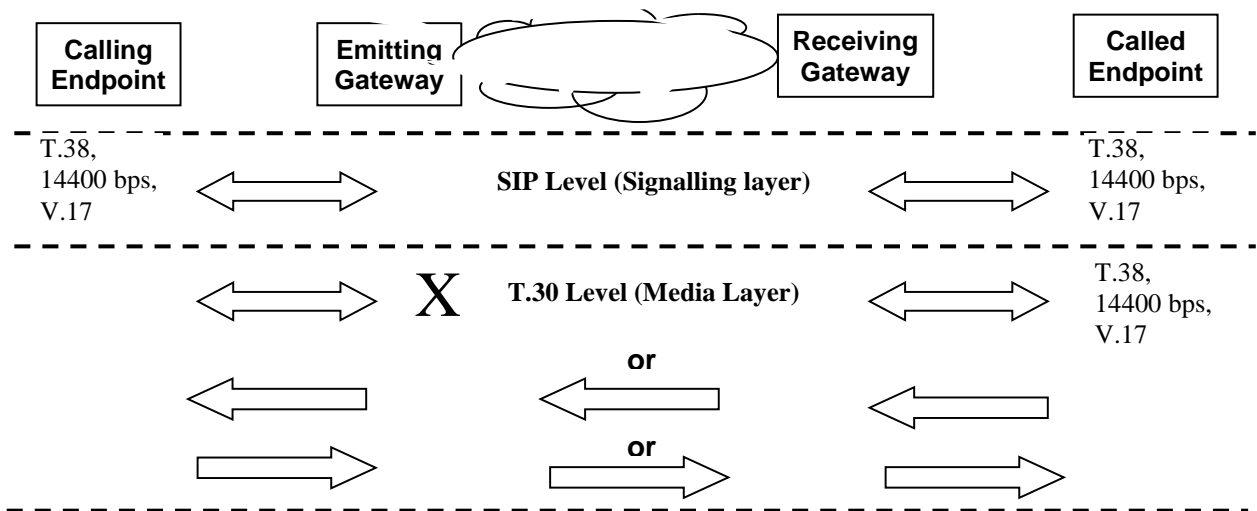 Calling
Endpoint
Emitting
Gateway
Receiving
Gateway
Called
Endpoint
T.38,
14400 bps,
V.17
SIP Level (Signalling layer)
T.38,
14400 bps,
V.17
X
T.30 Level (Media Layer)
T.38,
14400 bps,
V.17
or
or